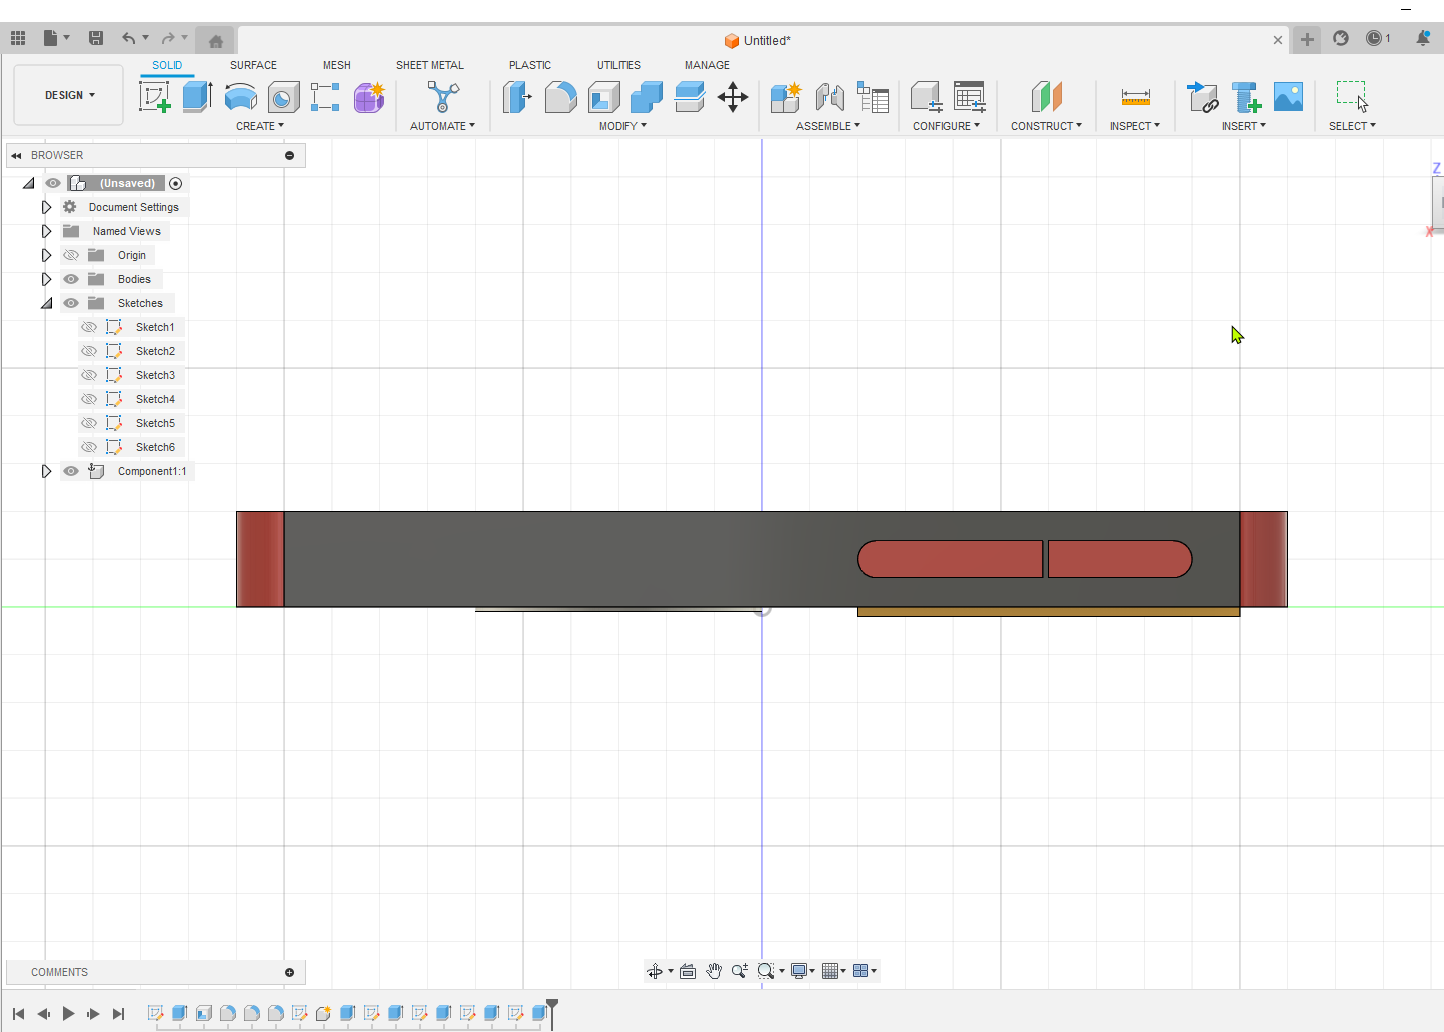 Untitled*
1
DESIGN
SOLID
SURFACE
MESH
SHEET METAL
PLASTIC
UTILITIES
MANAGE
CREATE
AUTOMATE
MODIFY
ASSEMBLE
CONFIGURE
CONSTRUCT
INSPECT
INSERT
SELECT
BROWSER
(Unsaved)
Document Settings
Named Views
Origin
Bodies
Sketches
Sketch1
Sketch2
Sketch3
Sketch4
Sketch5
Sketch6
Component1:1
Z
X
COMMENTS